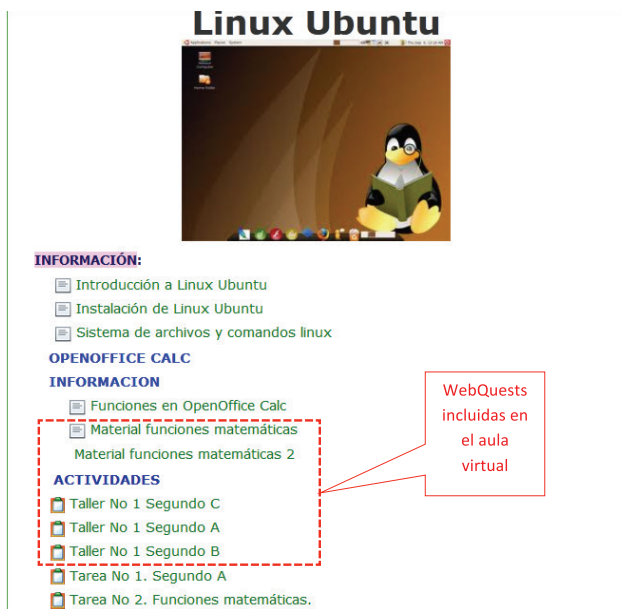 Linux Ubuntu
Applications Places System
INFORMACIÓN:
Introducción a Linux Ubuntu
Instalación de Linux Ubuntu
Sistema de archivos y comandos linux
OPENOFFICE CALC
INFORMACION
Funciones en OpenOffice Calc
Material funciones matemáticas
Material funciones matemáticas 2
ACTIVIDADES
Taller No 1 Segundo C
Taller No 1 Segundo A
Taller No 1 Segundo B
Tarea No 1. Segundo A
Tarea No 2. Funciones matemáticas.
WebQuests
incluidas en
el aula
virtual